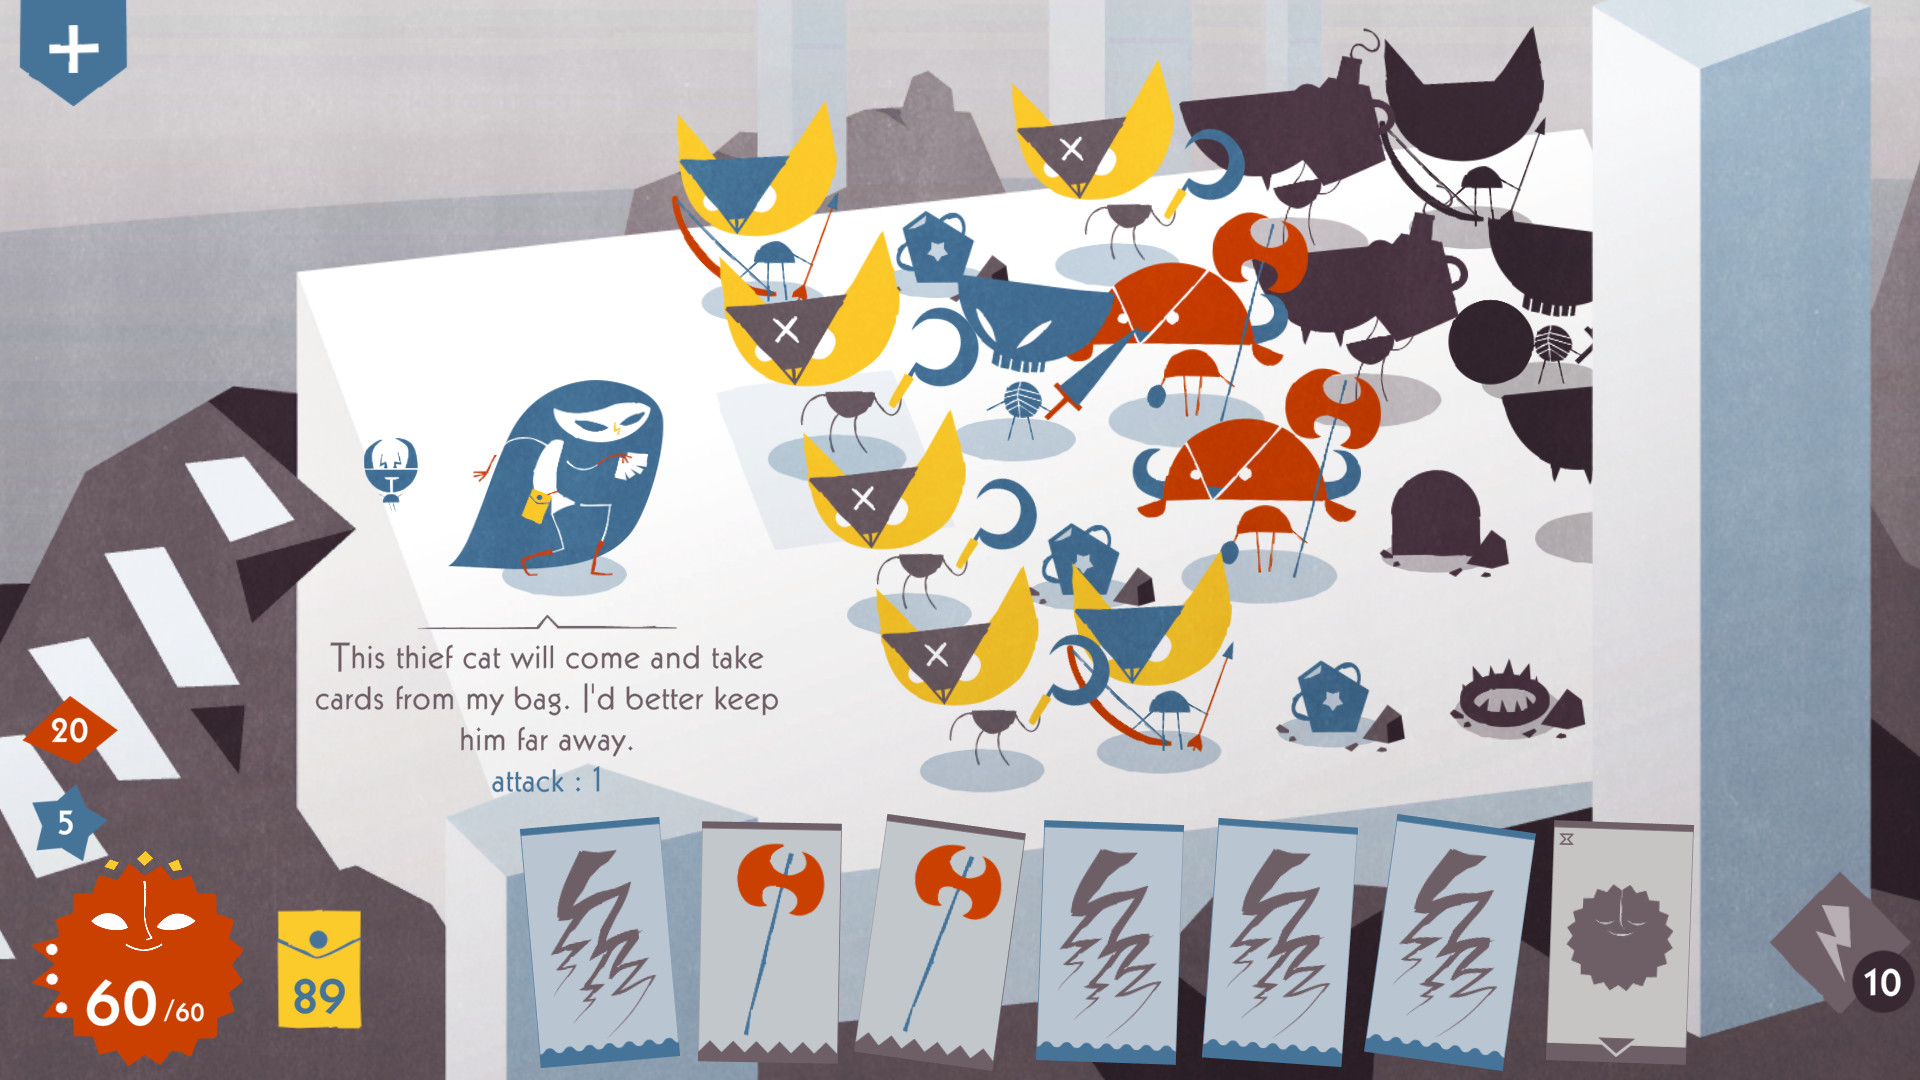 This thief cat will come and take
cards from my bag. I'd better keep
him far away.
attack : 1
20
5
60/60
89
10